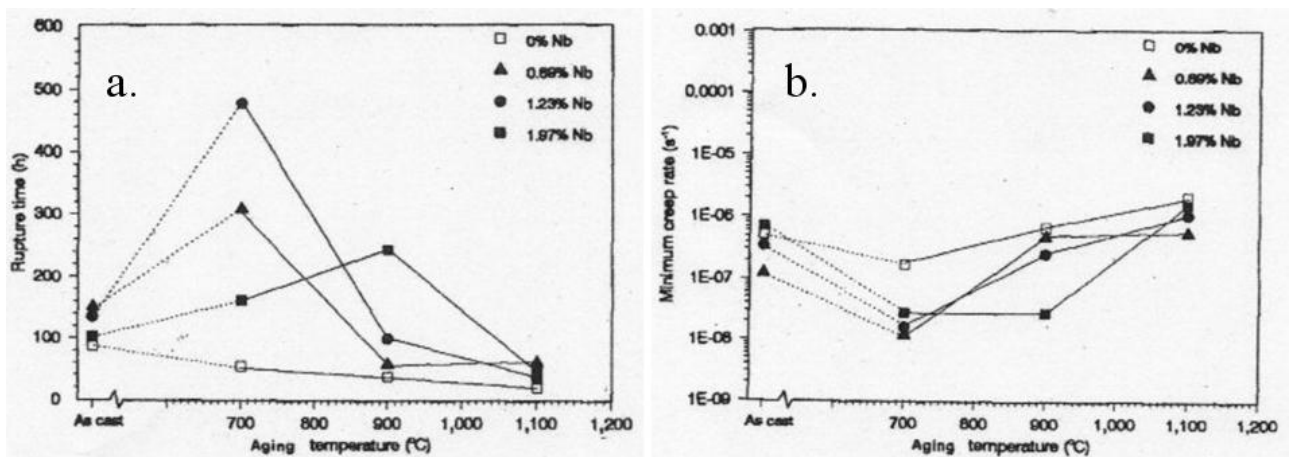 600
500
400
300
200
100
0
Rupture time (h)
a.
0% Nb
0.69% Nb
1.23% Nb
1.97% Nb
As cast
700
800
900
1,000
1,100
1,200
Aging temperature (°C)
0.001
0.0001
1E-05
1E-06
1E-07
1E-08
1E-09
Minimum creep rate (s⁻¹)
b.
0% Nb
0.69% Nb
1.23% Nb
1.97% Nb
As cast
700
800
900
1,000
1,100
1,200
Aging temperature (°C)